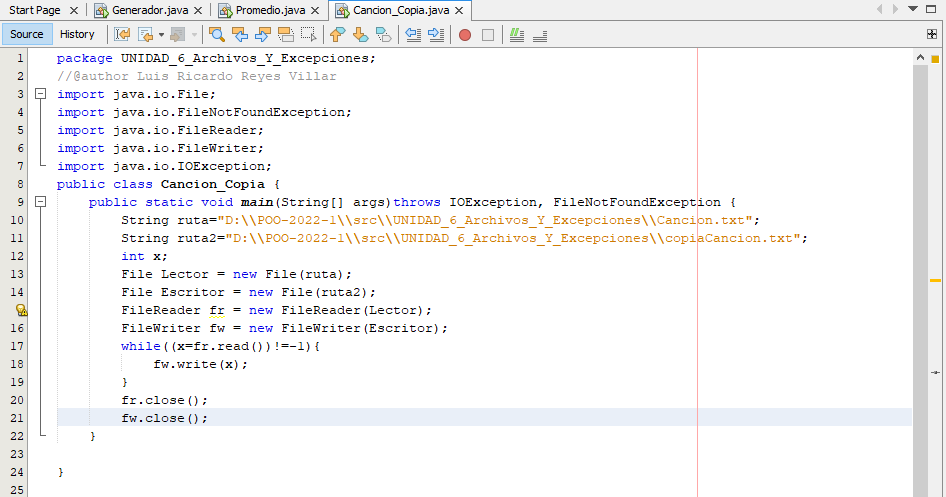 Start Page Generador.java Promedio.java Cancion_Copia.java
Source History
1 package UNIDAD_6_Archivos_Y_Excepciones;
2 //@author Luis Ricardo Reyes Villar
3 import java.io.File;
4 import java.io.FileNotFoundException;
5 import java.io.FileReader;
6 import java.io.FileWriter;
7 import java.io.IOException;
8 public class Cancion_Copia {
9 public static void main(String[] args)throws IOException, FileNotFoundException {
10 String ruta="D:\\POO-2022-1\\src\\UNIDAD_6_Archivos_Y_Excepciones\\Cancion.txt";
11 String ruta2="D:\\POO-2022-1\\src\\UNIDAD_6_Archivos_Y_Excepciones\\copiaCancion.txt";
12 int x;
13 File Lector = new File(ruta);
14 File Escritor = new File(ruta2);
FileReader fr = new FileReader(Lector);
16 FileWriter fw = new FileWriter(Escritor);
17 while((x=fr.read())!=-1){
18 fw.write(x);
19 }
20 fr.close();
21 fw.close();
22 }
23
24 }
25